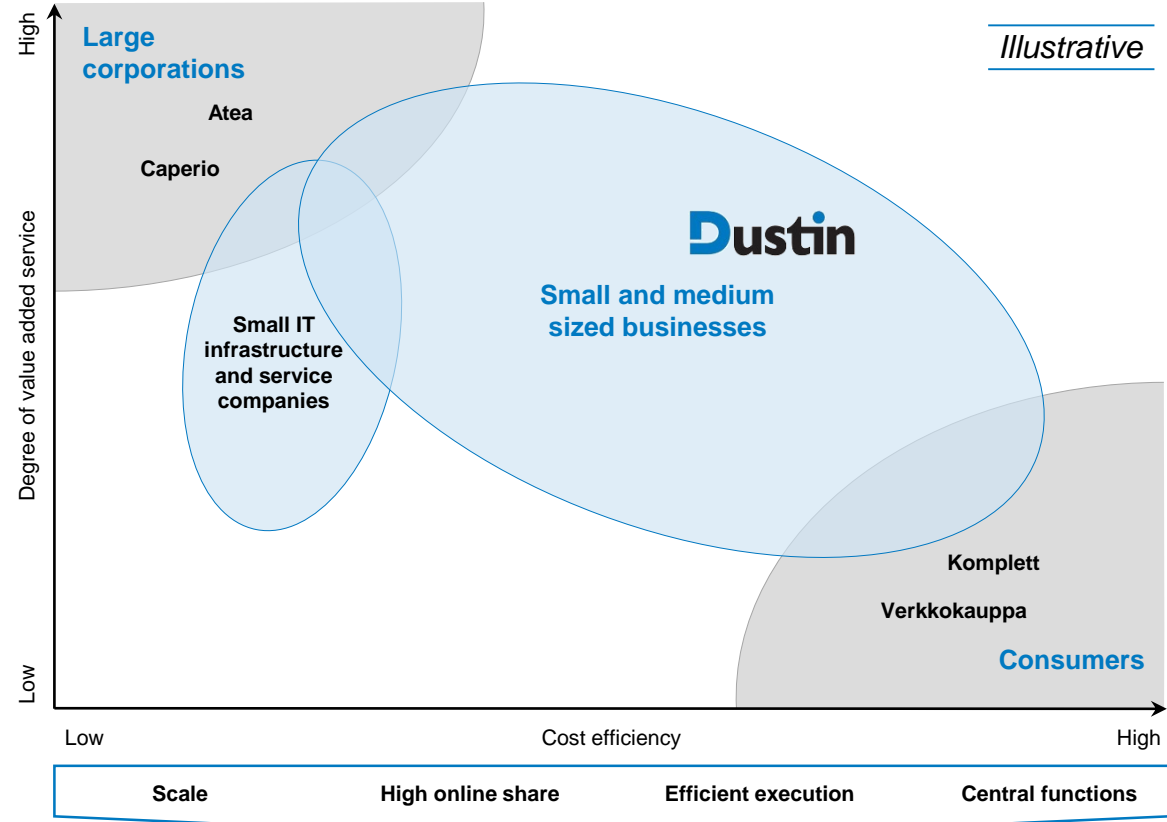 High
Large
corporations
Illustrative
Atea
Caperio
Dustin
Degree of value added service
Small and medium
sized businesses
Small IT
infrastructure
and service
companies
Komplett
Verkkokauppa
Consumers
Low
Low Cost efficiency High
Scale High online share Efficient execution Central functions